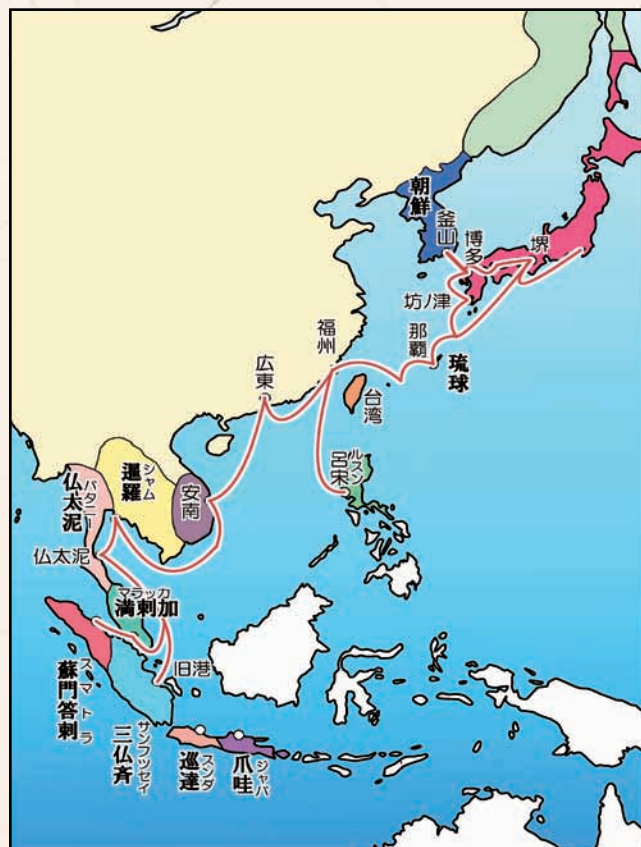 朝鮮
釜山
博多
堺
坊ノ津
那覇
琉球
福州
広東
台湾
ルスン
呂宋
安南
シャム
暹羅
パタニー
仏太泥
仏太泥
マラッカ
満剌加
旧港
スマトラ
蘇門答剌
サンフツセイ
三仏斉
スンダ
巡達
ジャバ
爪哇